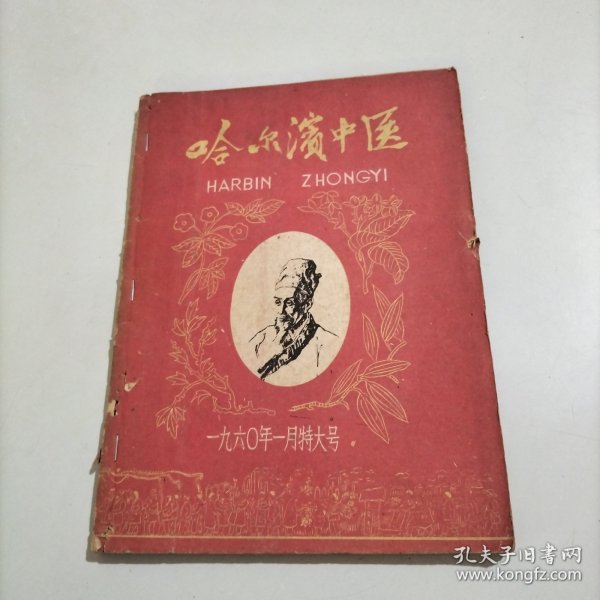 哈尔濱中医
HARBIN ZHONGYI
一九六〇年一月特大号
孔夫子旧书网
www.kongfz.com